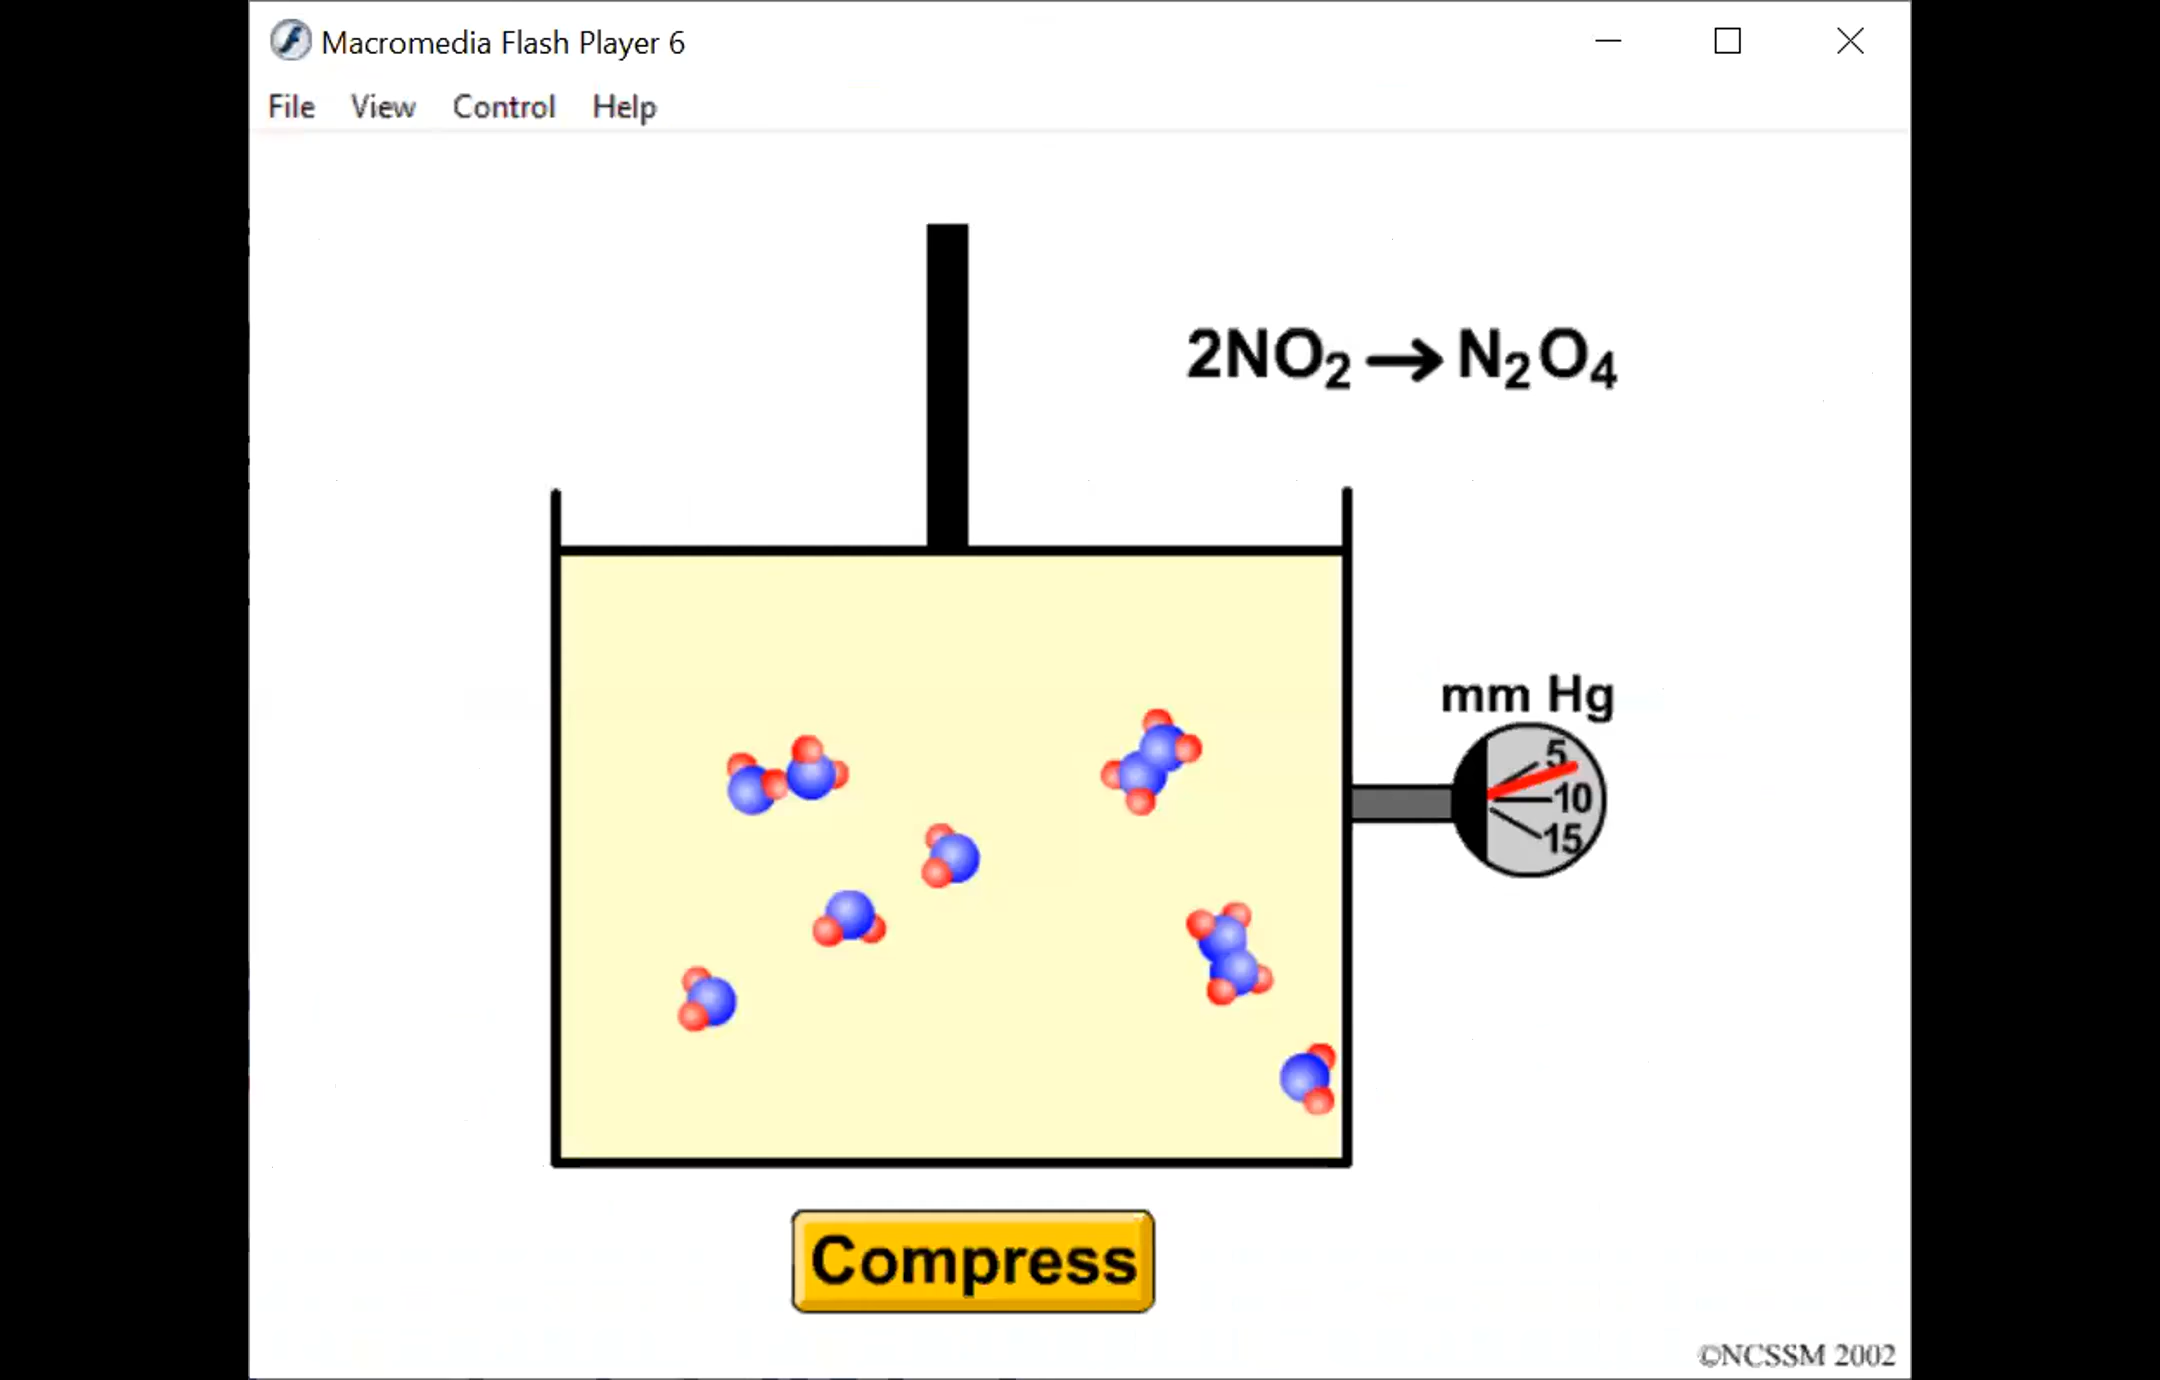 Macromedia Flash Player 6
File View Control Help
2NO₂ → N₂O₄
mm Hg
5
10
15
Compress
©NCSSM 2002